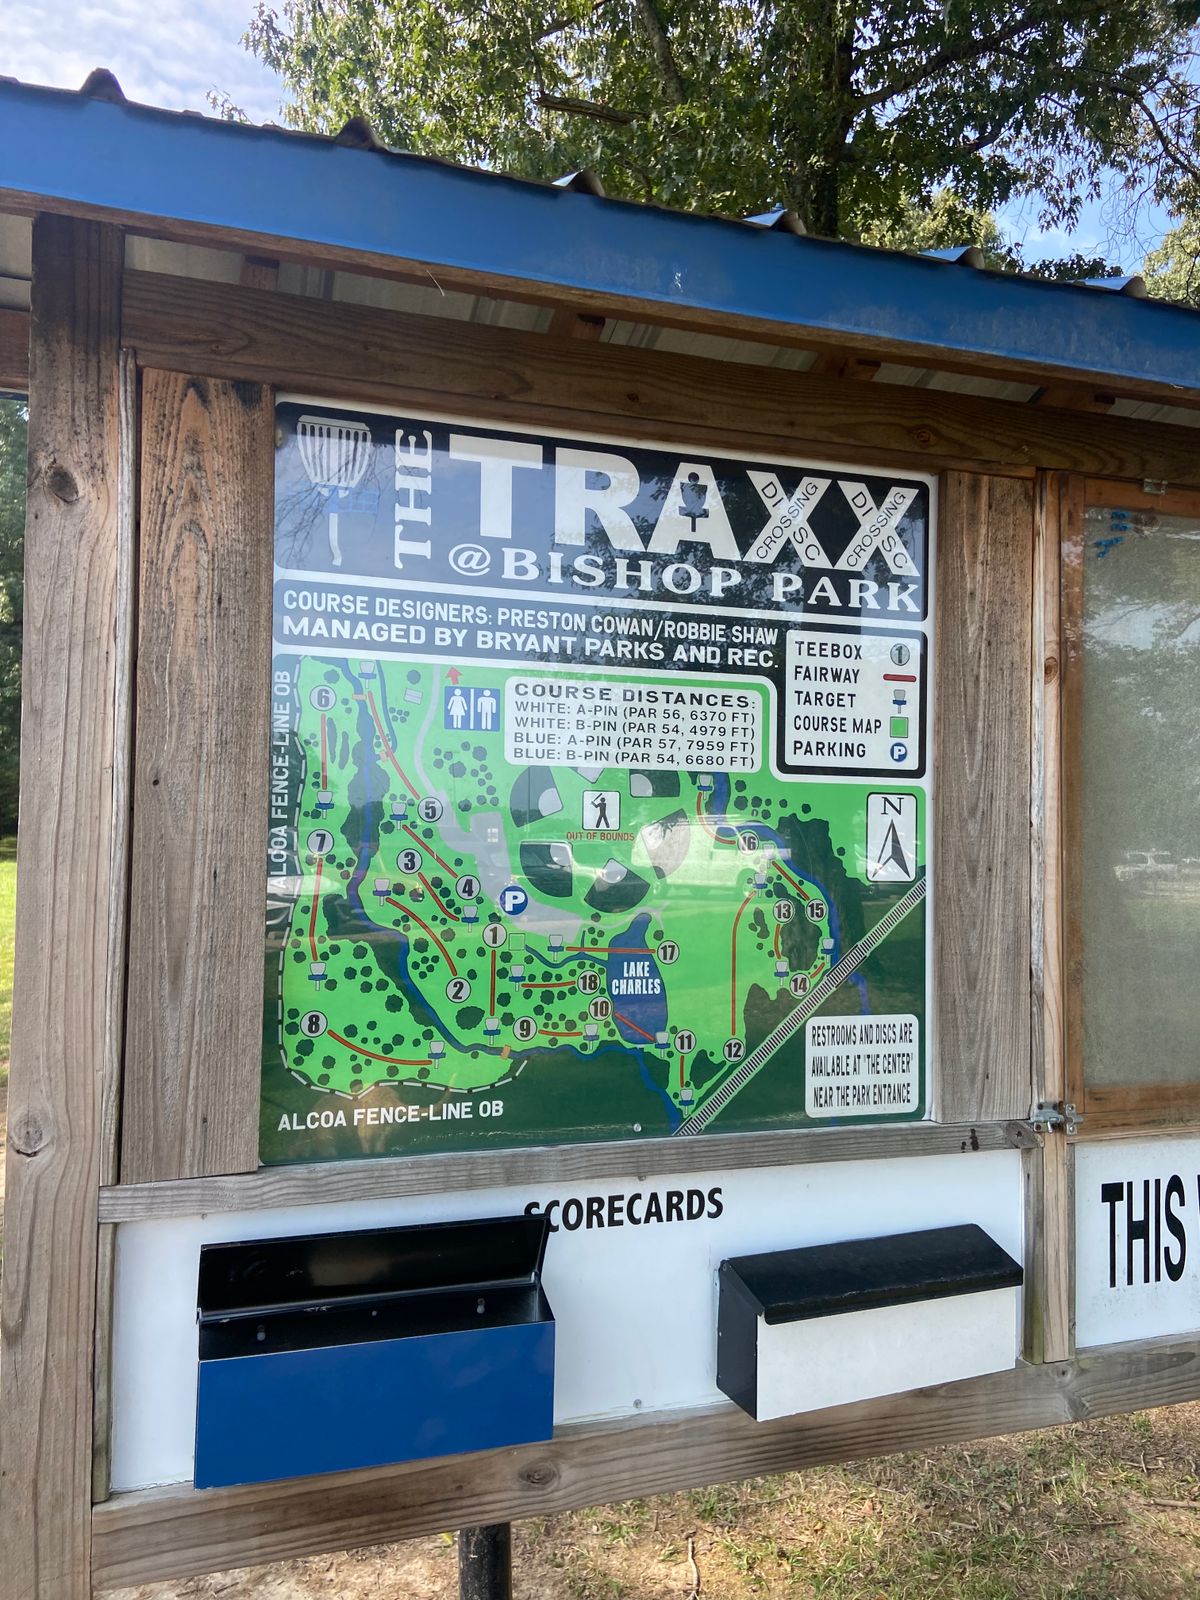 THE TRAXX
DISC CROSSING
DISC CROSSING
@ BISHOP PARK
COURSE DESIGNERS: PRESTON COWAN/ROBBIE SHAW
MANAGED BY BRYANT PARKS AND REC.
TEEBOX 1
FAIRWAY
TARGET
COURSE MAP
PARKING P
COURSE DISTANCES:
WHITE: A-PIN (PAR 56, 6370 FT)
WHITE: B-PIN (PAR 54, 4979 FT)
BLUE: A-PIN (PAR 57, 7959 FT)
BLUE: B-PIN (PAR 54, 6680 FT)
ALCOA FENCE-LINE OB
6
5
OUT OF BOUNDS
N
7
16
3
4
P
13
15
1
17
LAKE
CHARLES
2
18
14
10
8
9
11
12
RESTROOMS AND DISCS ARE
AVAILABLE AT "THE CENTER"
NEAR THE PARK ENTRANCE
ALCOA FENCE-LINE OB
SCORECARDS
THIS